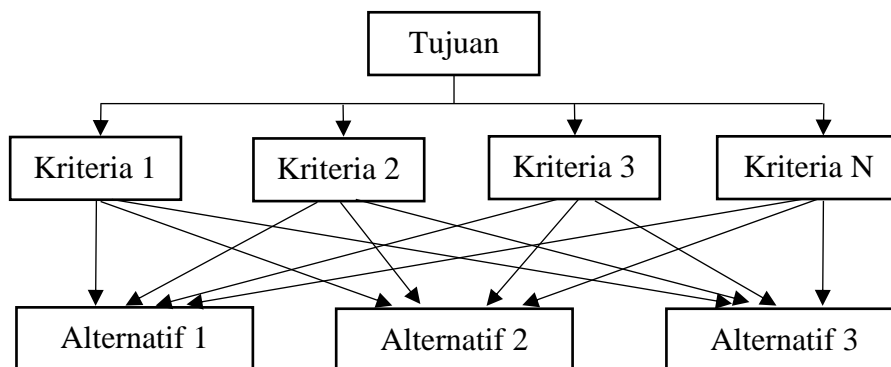 Tujuan
Kriteria 1
Kriteria 2
Kriteria 3
Kriteria N
Alternatif 1
Alternatif 2
Alternatif 3